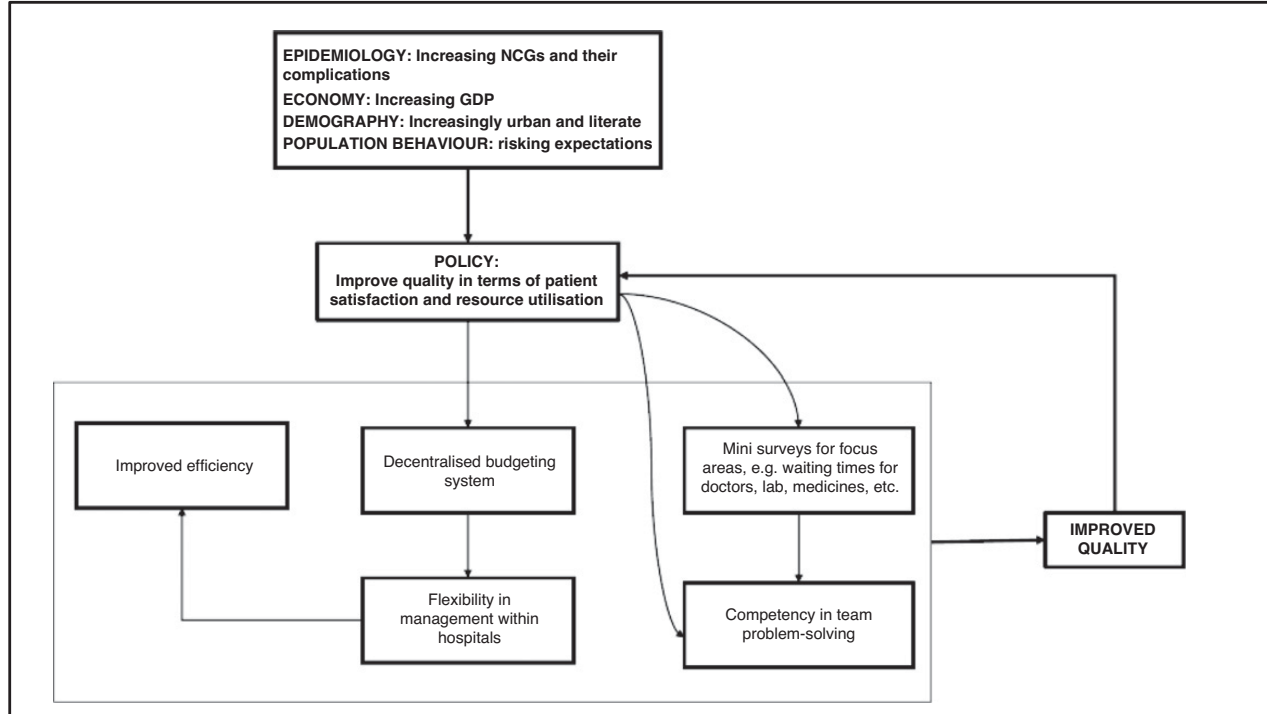 EPIDEMIOLOGY: Increasing NCGs and their
complications
ECONOMY: Increasing GDP
DEMOGRAPHY: Increasingly urban and literate
POPULATION BEHAVIOUR: risking expectations
POLICY:
Improve quality in terms of patient
satisfaction and resource utilisation
Improved efficiency
Decentralised budgeting
system
Mini surveys for focus
areas, e.g. waiting times for
doctors, lab, medicines, etc.
IMPROVED
QUALITY
Flexibility in
management within
hospitals
Competency in team
problem-solving